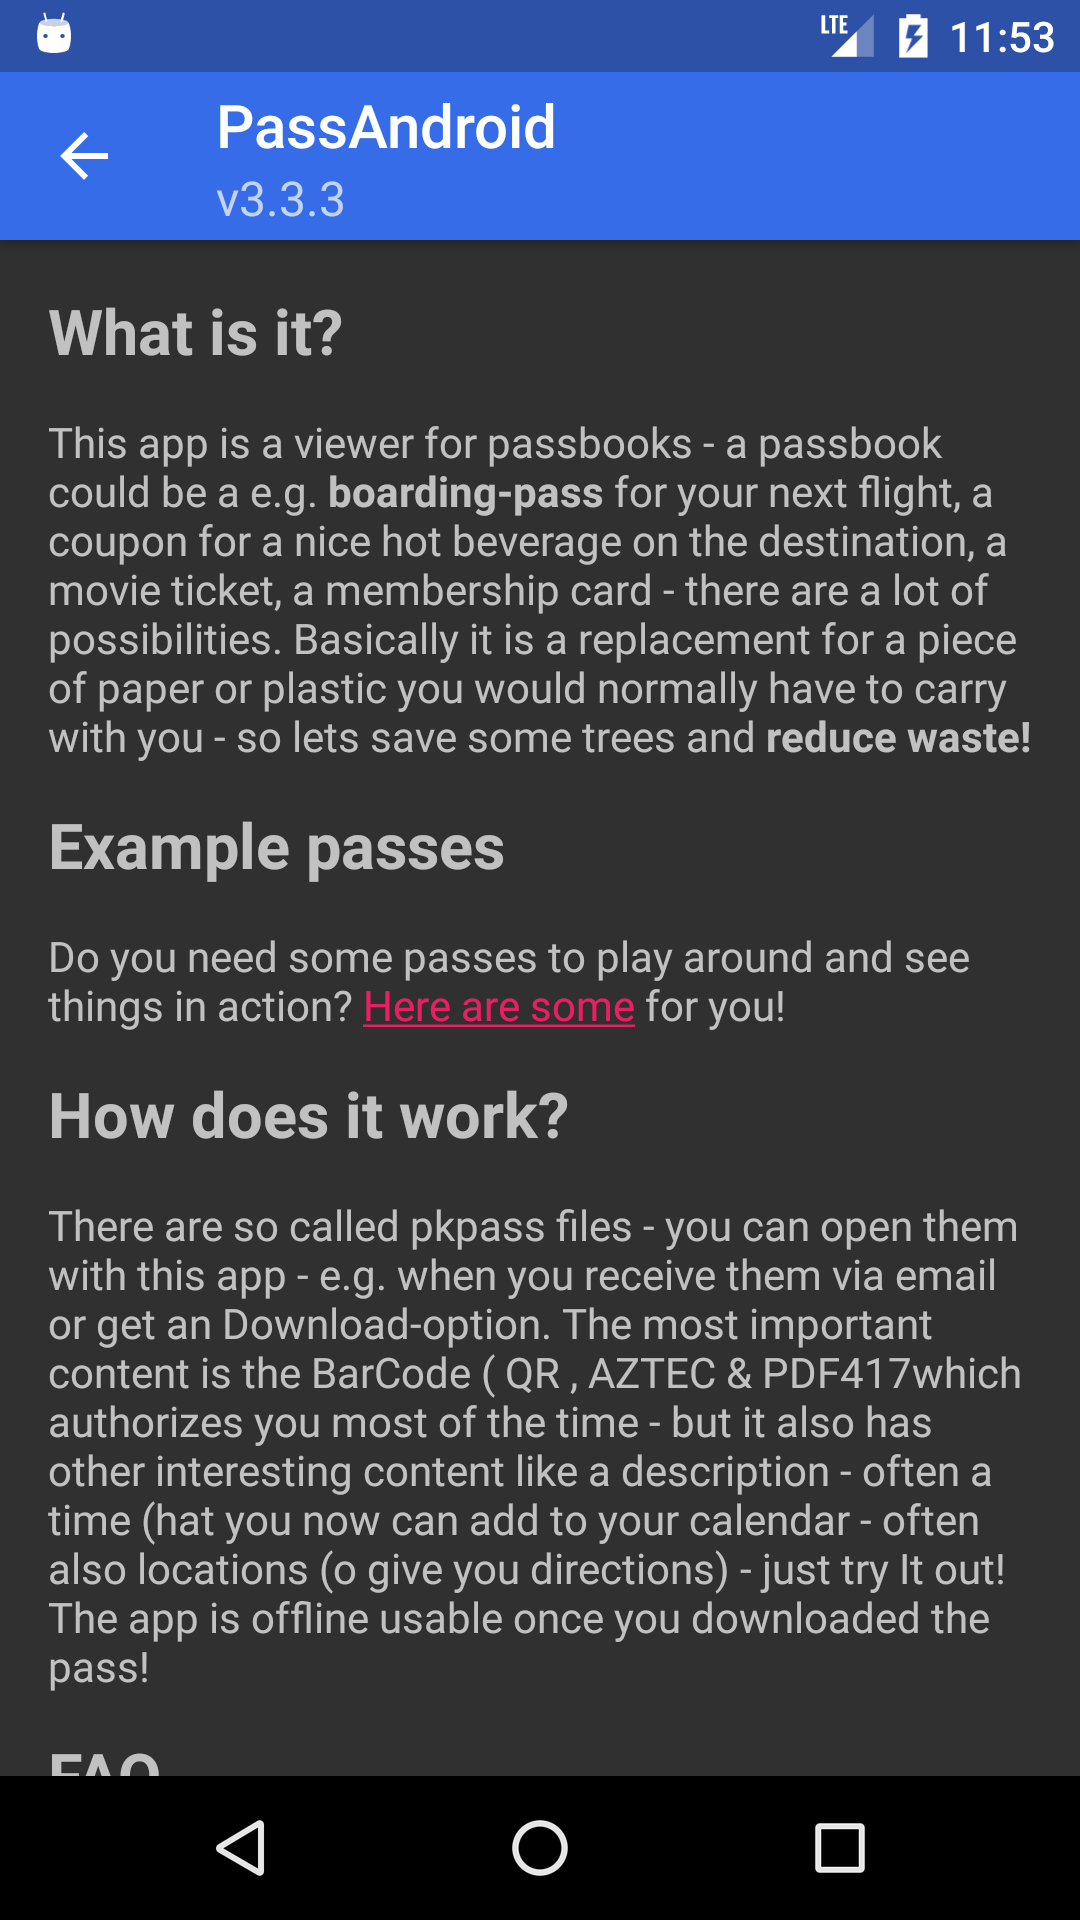 LTE 11:53
PassAndroid
v3.3.3
What is it?
This app is a viewer for passbooks - a passbook
could be a e.g. boarding-pass for your next flight, a
coupon for a nice hot beverage on the destination, a
movie ticket, a membership card - there are a lot of
possibilities. Basically it is a replacement for a piece
of paper or plastic you would normally have to carry
with you - so lets save some trees and reduce waste!
Example passes
Do you need some passes to play around and see
things in action? Here are some for you!
How does it work?
There are so called pkpass files - you can open them
with this app - e.g. when you receive them via email
or get an Download-option. The most important
content is the BarCode ( QR , AZTEC & PDF417which
authorizes you most of the time - but it also has
other interesting content like a description - often a
time (hat you now can add to your calendar - often
also locations (o give you directions) - just try It out!
The app is offline usable once you downloaded the
pass!
FAQ